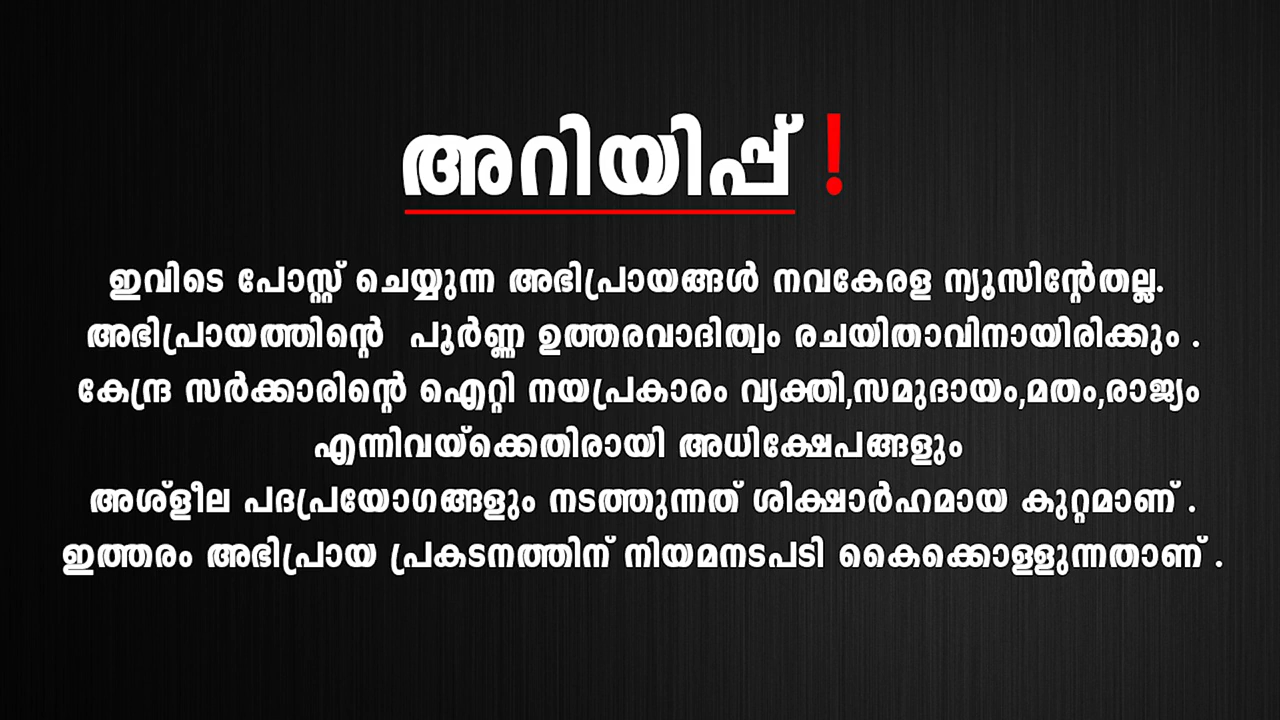 അറിയിപ്പ് !
ഇവിടെ പോസ്റ്റ് ചെയ്യുന്ന അഭിപ്രായങ്ങൾ നവകേരള ന്യൂസിന്റേതല്ല.
അഭിപ്രായത്തിന്റെ പൂർണ്ണ ഉത്തരവാദിത്വം രചയിതാവിനായിരിക്കും .
കേന്ദ്ര സർക്കാരിന്റെ ഐറ്റി നയപ്രകാരം വ്യക്തി,സമുദായം,മതം,രാജ്യം
എന്നിവയ്ക്കെതിരായി അധിക്ഷേപങ്ങളും
അശ്ളീല പദപ്രയോഗങ്ങളും നടത്തുന്നത് ശിക്ഷാർഹമായ കുറ്റമാണ് .
ഇത്തരം അഭിപ്രായ പ്രകടനത്തിന് നിയമനടപടി കൈക്കൊള്ളുന്നതാണ് .